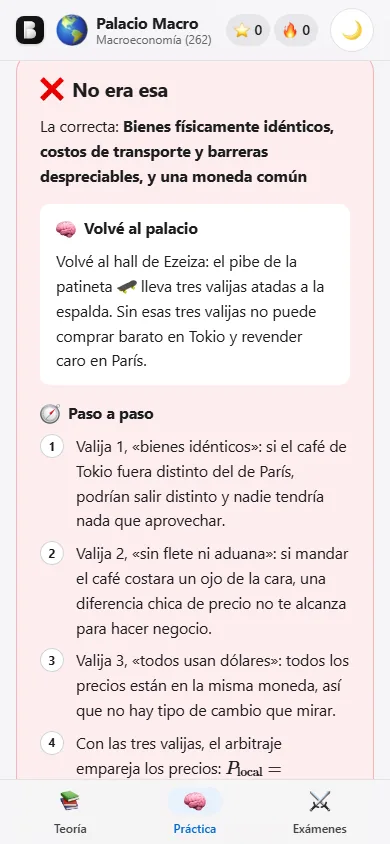 B
Palacio Macro
Macroeconomía (262)
0
0
No era esa
La correcta: Bienes físicamente idénticos,
costos de transporte y barreras
despreciables, y una moneda común
Volvé al palacio
Volvé al hall de Ezeiza: el pibe de la
patineta lleva tres valijas atadas a la
espalda. Sin esas tres valijas no puede
comprar barato en Tokio y revender
caro en París.
Paso a paso
1 Valija 1, «bienes idénticos»: si el café de
Tokio fuera distinto del de París,
podrían salir distinto y nadie tendría
nada que aprovechar.
2 Valija 2, «sin flete ni aduana»: si mandar
el café costara un ojo de la cara, una
diferencia chica de precio no te alcanza
para hacer negocio.
3 Valija 3, «todos usan dólares»: todos los
precios están en la misma moneda, así
que no hay tipo de cambio que mirar.
4 Con las tres valijas, el arbitraje
empareja los precios: P_local =
Teoría
Práctica
Exámenes